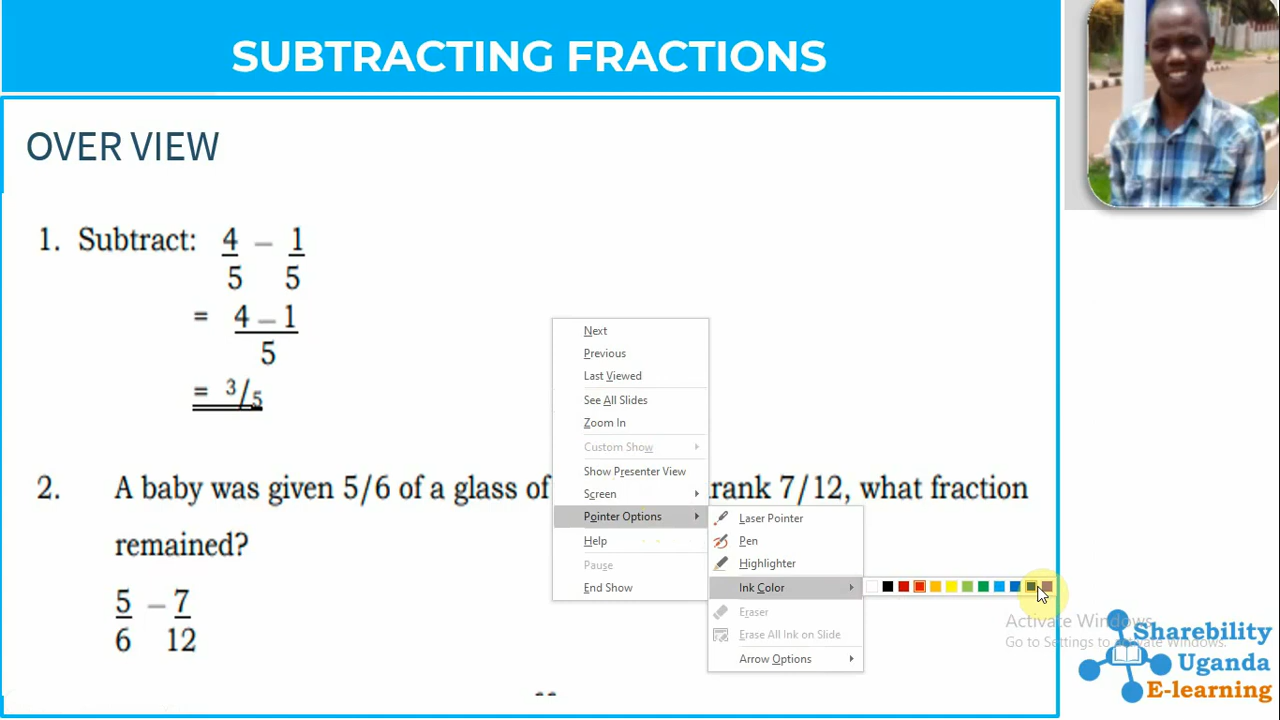 SUBTRACTING FRACTIONS
OVER VIEW
1. Subtract: 4/5 – 1/5
= 4 – 1/5
= 3/5
2. A baby was given 5/6 of a glass of rank 7/12, what fraction
remained?
5/6 – 7/12
Next
Previous
Last Viewed
See All Slides
Zoom In
Custom Show
Show Presenter View
Screen
Pointer Options
Help
Pause
End Show
Laser Pointer
Pen
Highlighter
Ink Color
Eraser
Erase All Ink on Slide
Arrow Options
Activate Windows
Go to Settings to activate Windows.
Sharebility
Uganda
E-learning